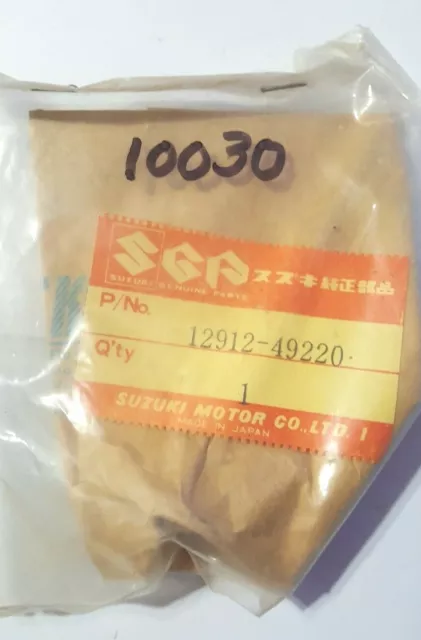 10030
SGP スズキ純正部品
SUZUKI GENUINE PARTS
P/No.
12912-49220
Q'ty
1
SUZUKI MOTOR CO.,LTD. 1
MADE IN JAPAN